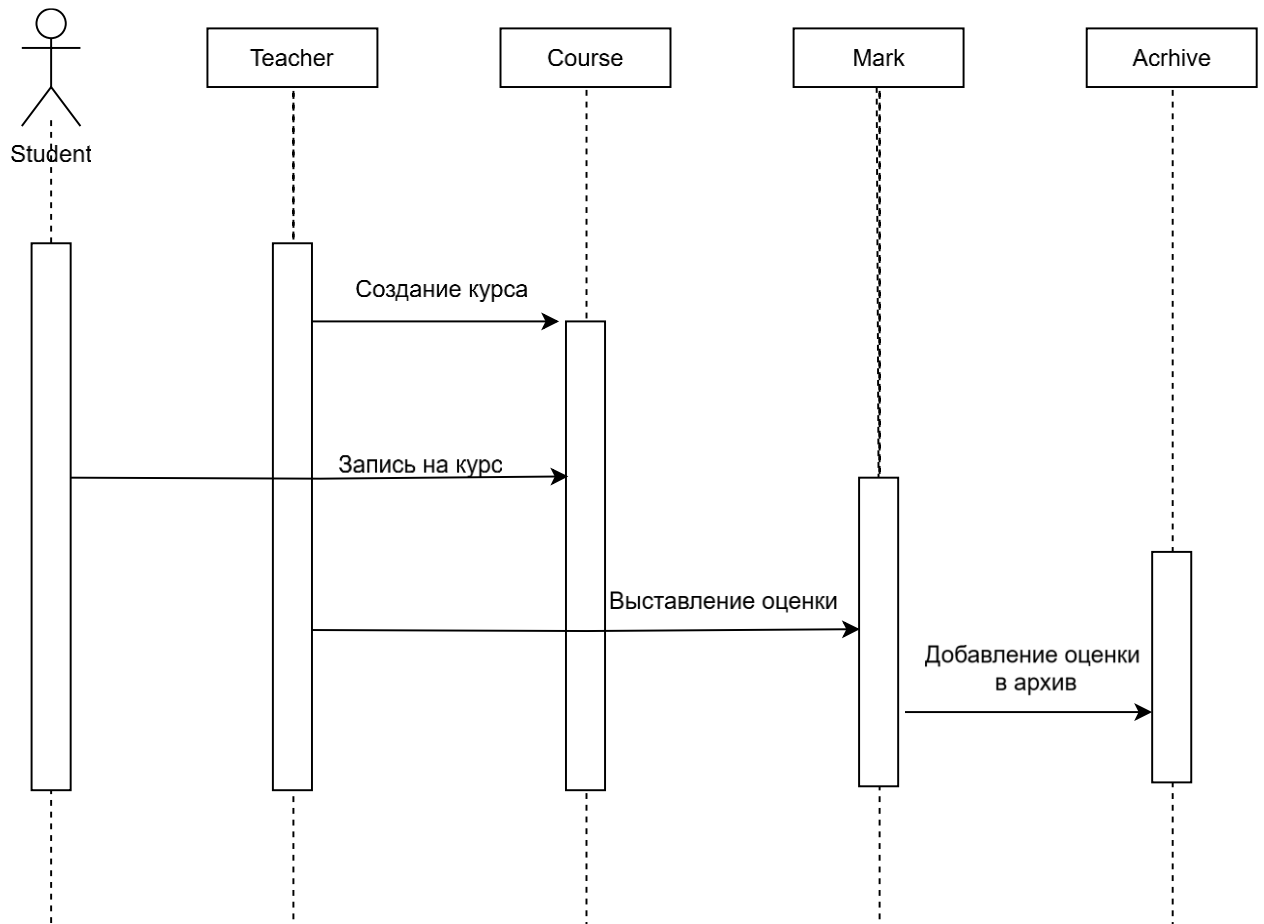 Student
Teacher
Course
Mark
Acrhive
Создание курса
Запись на курс
Выставление оценки
Добавление оценки
в архив